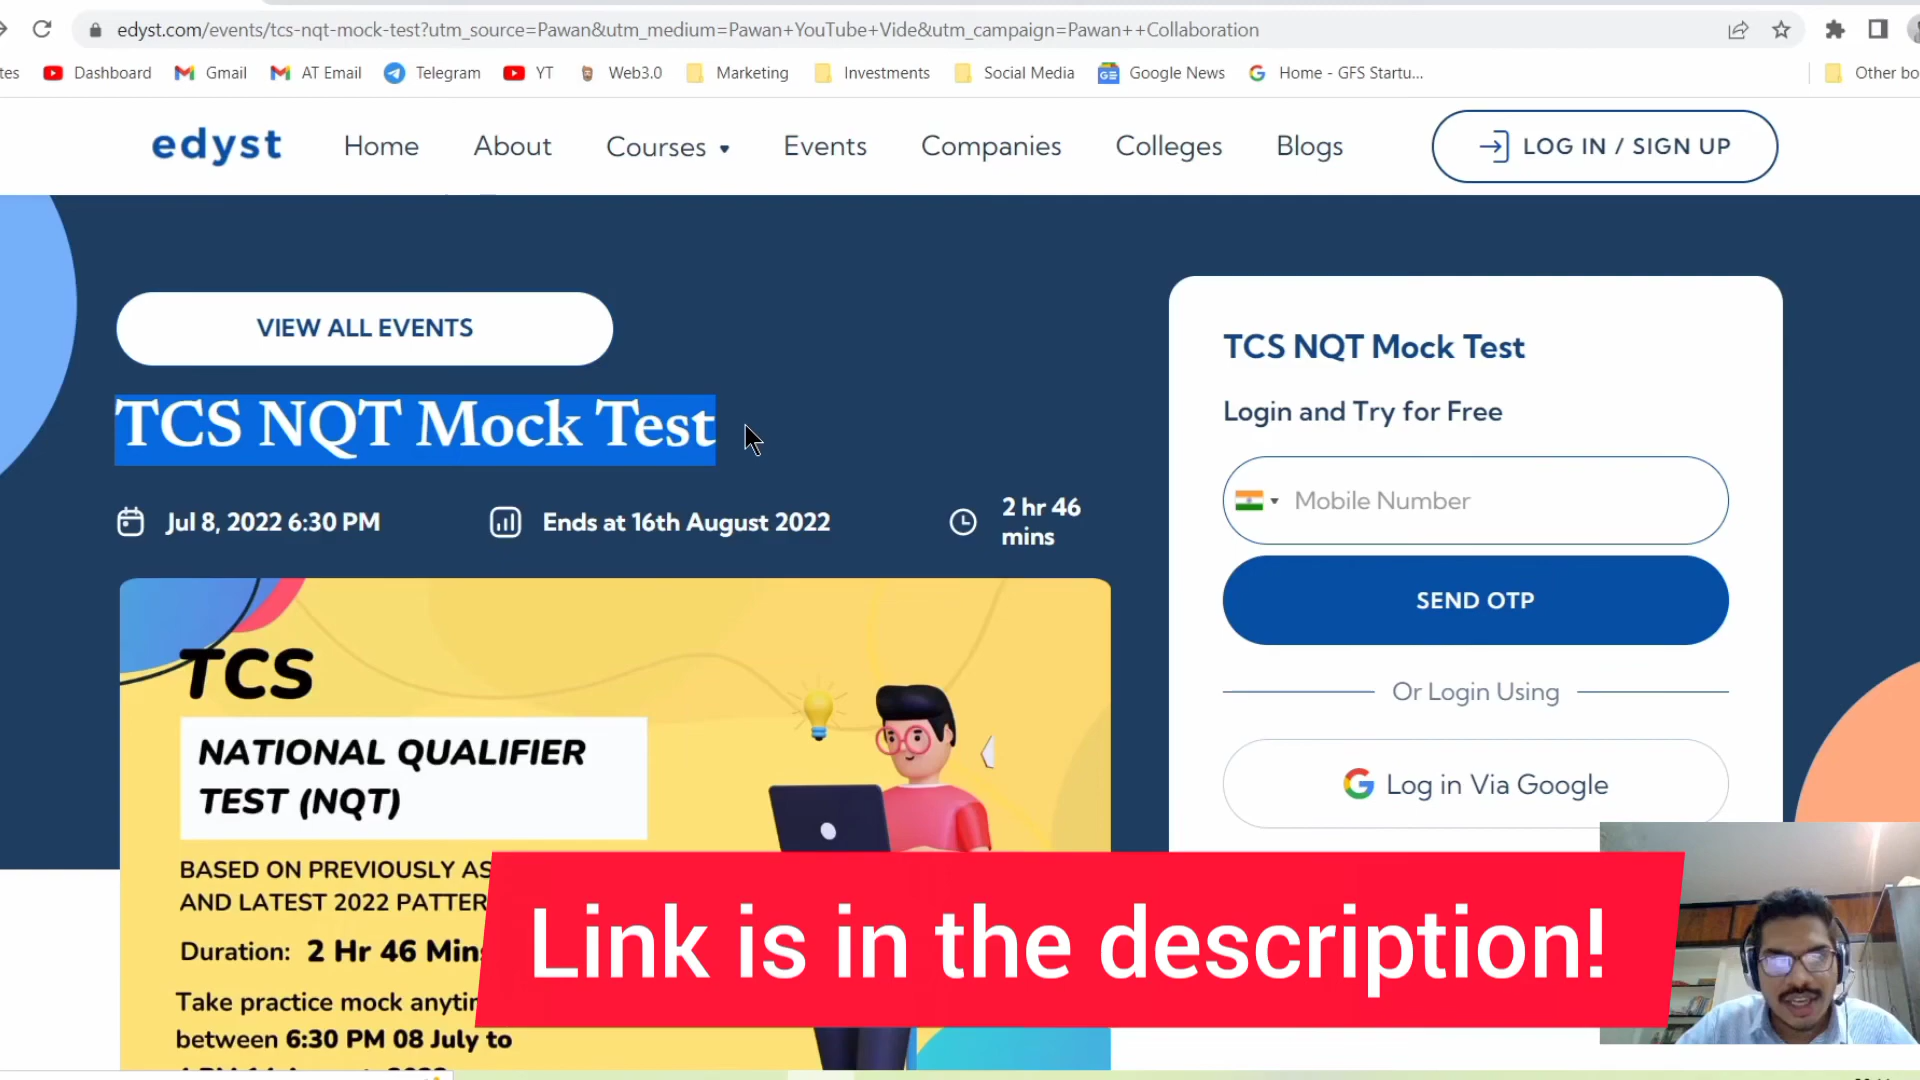 edyst.com/events/tcs-nqt-mock-test?utm_source=Pawan&utm_medium=Pawan+YouTube+Vide&utm_campaign=Pawan++Collaboration
tes Dashboard Gmail AT Email Telegram YT Web3.0 Marketing Investments Social Media Google News Home - GFS Startu... Other bo
edyst Home About Courses Events Companies Colleges Blogs LOG IN / SIGN UP
VIEW ALL EVENTS
TCS NQT Mock Test
Jul 8, 2022 6:30 PM Ends at 16th August 2022 2 hr 46
mins
TCS
NATIONAL QUALIFIER
TEST (NQT)
BASED ON PREVIOUSLY AS
AND LATEST 2022 PATTER
Duration: 2 Hr 46 Mins
Take practice mock anytim
between 6:30 PM 08 July to
TCS NQT Mock Test
Login and Try for Free
Mobile Number
SEND OTP
Or Login Using
Log in Via Google
Link is in the description!